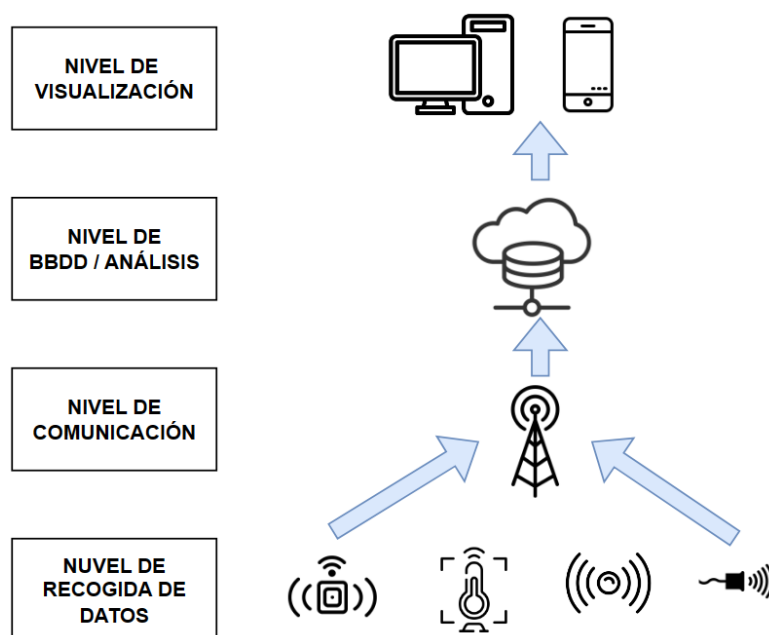 NIVEL DE
VISUALIZACIÓN
NIVEL DE
BBDD / ANÁLISIS
NIVEL DE
COMUNICACIÓN
NUVEL DE
RECOGIDA DE
DATOS